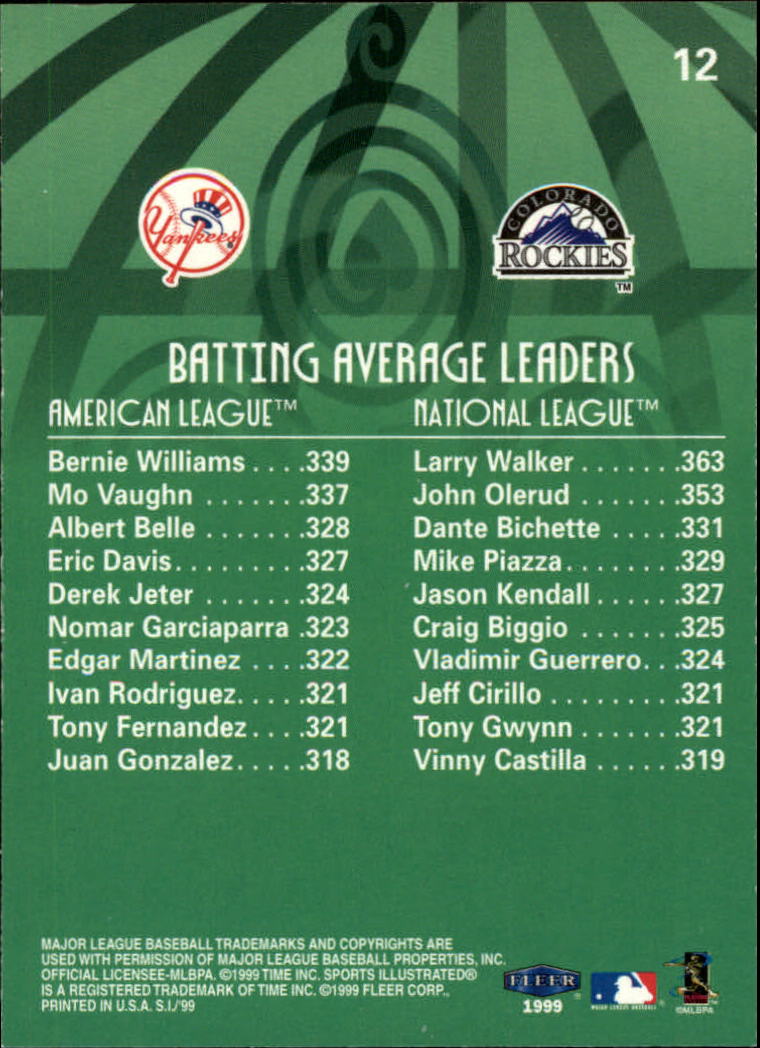 12
Yankees
COLORADO
ROCKIES
TM
BATTING AVERAGE LEADERS
AMERICAN LEAGUE™
Bernie Williams . . . .339
Mo Vaughn . . . . . . .337
Albert Belle . . . . . . .328
Eric Davis. . . . . . . . .327
Derek Jeter . . . . . . .324
Nomar Garciaparra .323
Edgar Martinez . . . .322
Ivan Rodriguez. . . . .321
Tony Fernandez . . . .321
Juan Gonzalez. . . . .318
NATIONAL LEAGUE™
Larry Walker . . . . . . .363
John Olerud . . . . . . .353
Dante Bichette . . . . .331
Mike Piazza. . . . . . . .329
Jason Kendall . . . . . .327
Craig Biggio . . . . . . .325
Vladimir Guerrero. . .324
Jeff Cirillo . . . . . . . . .321
Tony Gwynn . . . . . . .321
Vinny Castilla . . . . . .319
MAJOR LEAGUE BASEBALL TRADEMARKS AND COPYRIGHTS ARE
USED WITH PERMISSION OF MAJOR LEAGUE BASEBALL PROPERTIES, INC.
OFFICIAL LICENSEE-MLBPA. ©1999 TIME INC. SPORTS ILLUSTRATED®
IS A REGISTERED TRADEMARK OF TIME INC. ©1999 FLEER CORP.,
PRINTED IN U.S.A. S.I./'99
FLEER
1999
MAJOR LEAGUE BASEBALL
©MLBPA